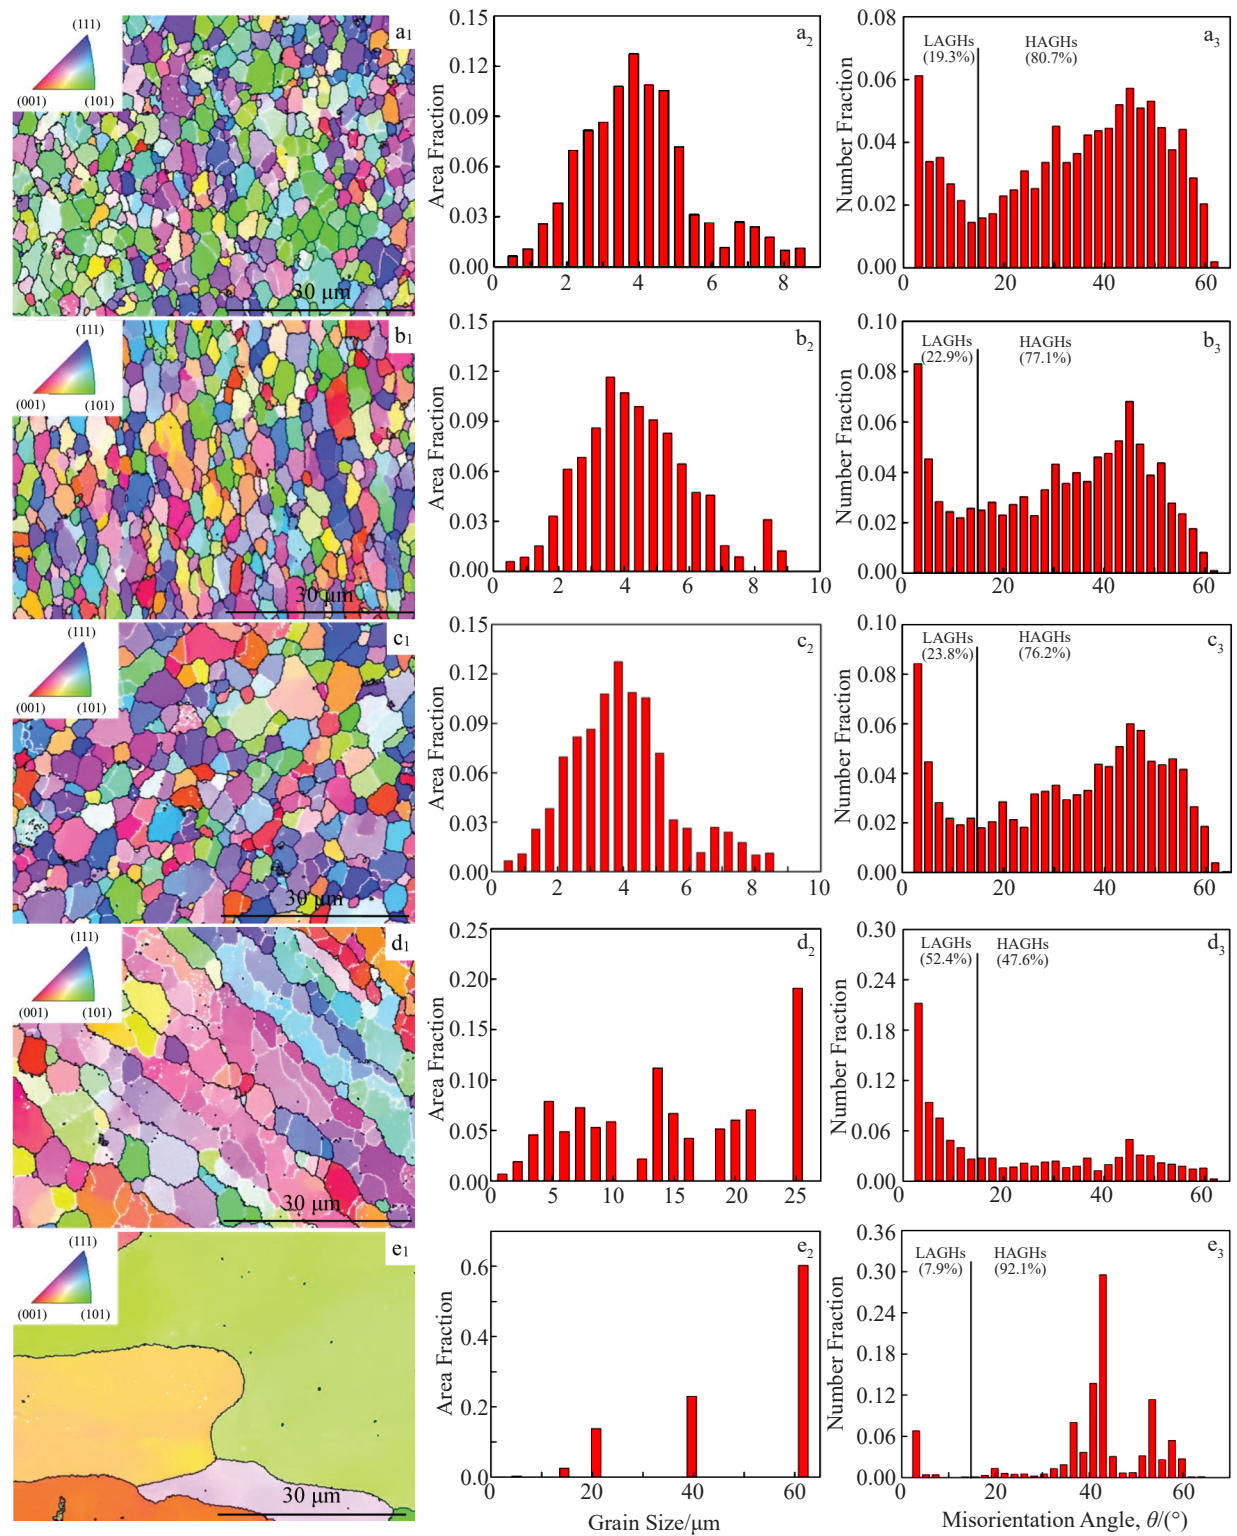 (111)
(001) (101)
a1
30 μm
Area Fraction
0.15
0.12
0.09
0.06
0.03
0.00
0 2 4 6 8
a2
Number Fraction
0.08
0.06
0.04
0.02
0.00
0 20 40 60
LAGHs HAGHs
(19.3%) (80.7%)
a3
(111)
(001) (101)
b1
30 μm
Area Fraction
0.15
0.12
0.09
0.06
0.03
0.00
0 2 4 6 8 10
b2
Number Fraction
0.10
0.08
0.06
0.04
0.02
0.00
0 20 40 60
LAGHs HAGHs
(22.9%) (77.1%)
b3
(111)
(001) (101)
c1
30 μm
Area Fraction
0.15
0.12
0.09
0.06
0.03
0.00
0 2 4 6 8 10
c2
Number Fraction
0.10
0.08
0.06
0.04
0.02
0.00
0 20 40 60
LAGHs HAGHs
(23.8%) (76.2%)
c3
(111)
(001) (101)
d1
30 μm
Area Fraction
0.25
0.20
0.15
0.10
0.05
0.00
0 5 10 15 20 25
d2
Number Fraction
0.30
0.24
0.18
0.12
0.06
0.00
0 20 40 60
LAGHs HAGHs
(52.4%) (47.6%)
d3
(111)
(001) (101)
e1
30 μm
Area Fraction
0.6
0.4
0.2
0.0
0 20 40 60
e2
Grain Size/μm
Number Fraction
0.36
0.30
0.24
0.18
0.12
0.06
0.00
0 20 40 60
LAGHs HAGHs
(7.9%) (92.1%)
e3
Misorientation Angle, θ/(°)